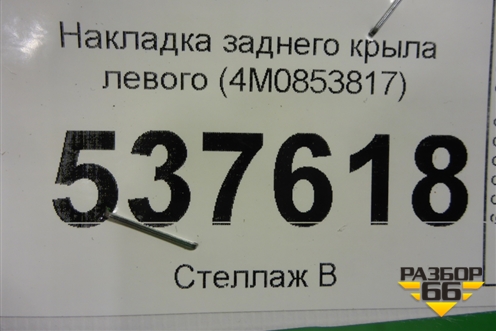 Накладка заднего крыла
левого (4M0853817)
537618
Стеллаж В
РАЗБОР
66